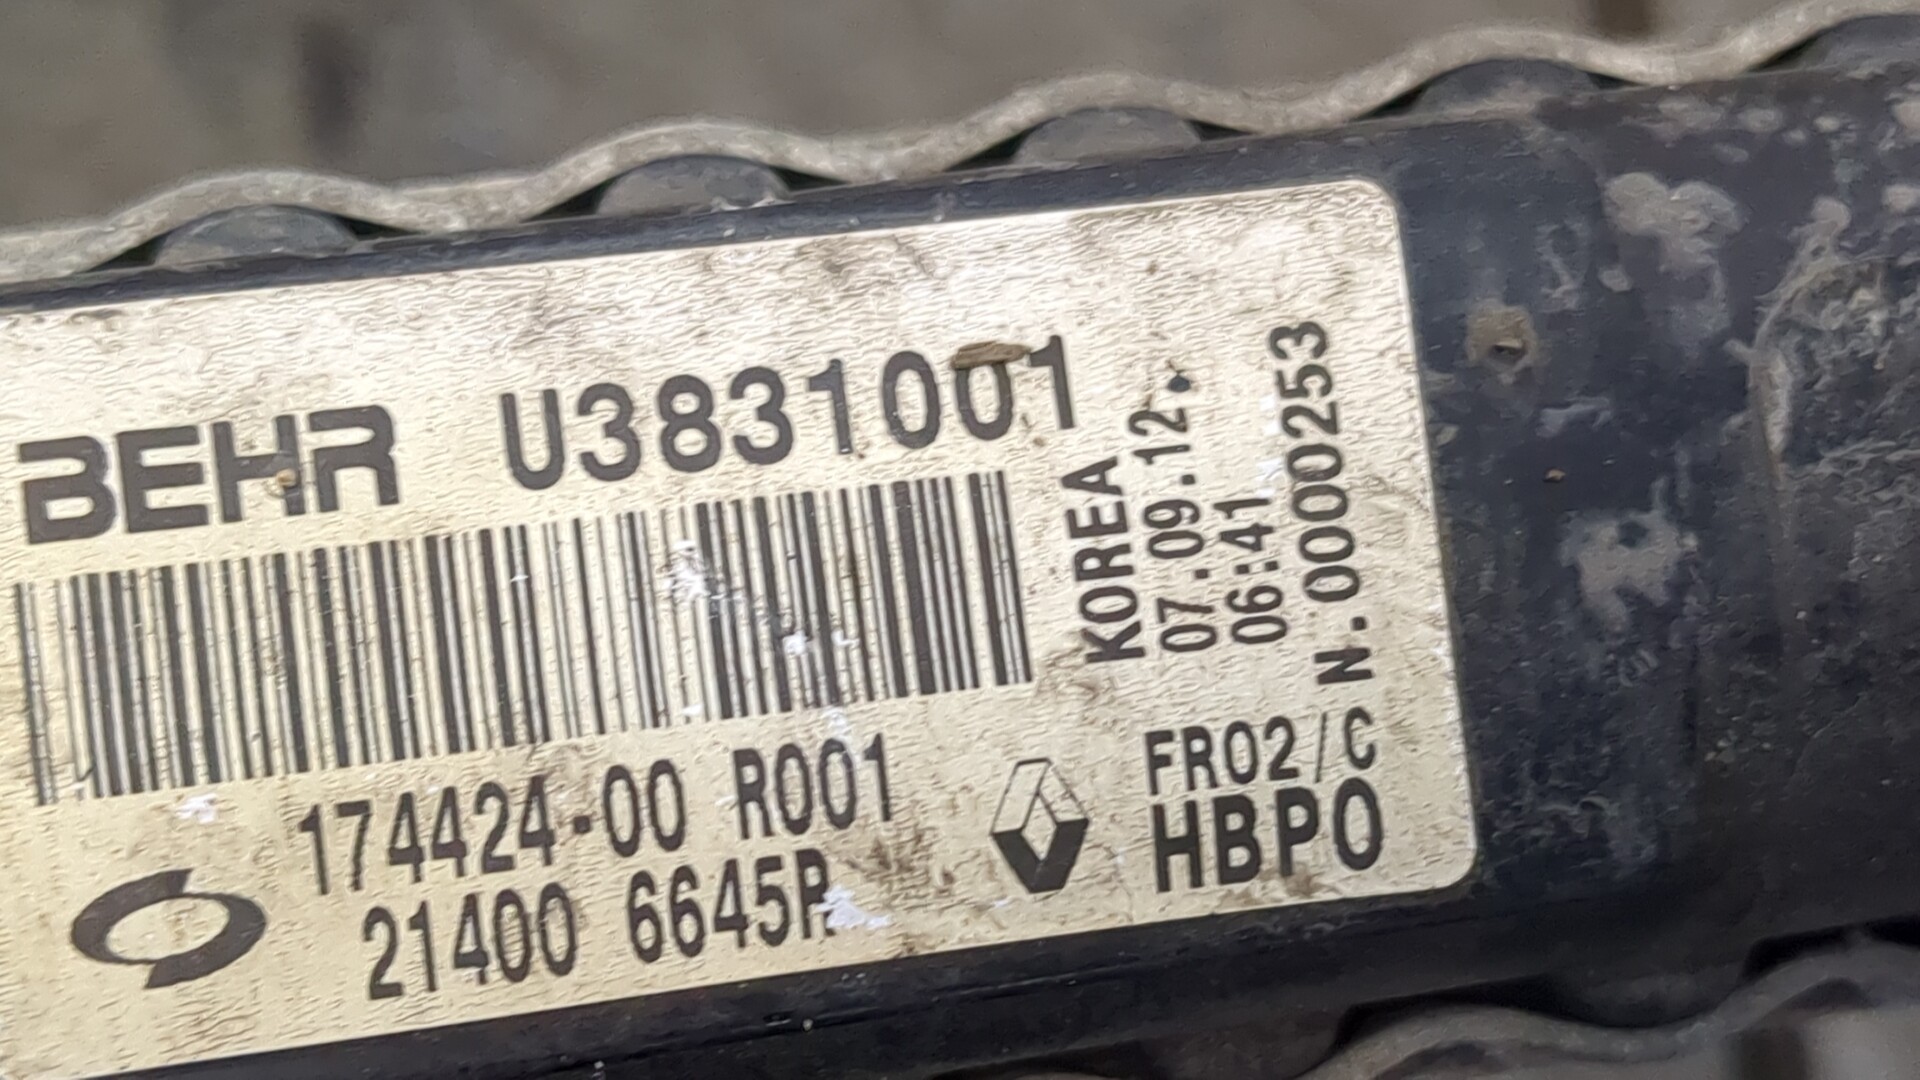 BEHR U3831001
KOREA
07.09.12.
06:41
N.0000253
174424-00 R001
21400 6645R
FR02/C
HBPO